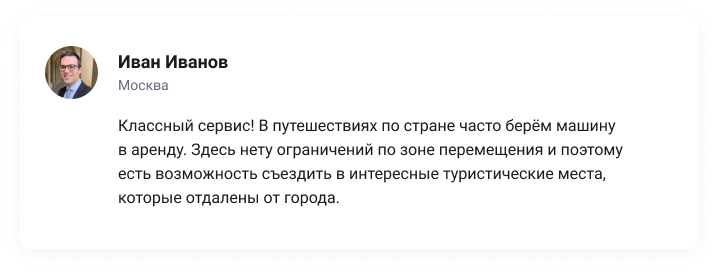 Иван Иванов
Москва
Классный сервис! В путешествиях по стране часто берём машину
в аренду. Здесь нету ограничений по зоне перемещения и поэтому
есть возможность съездить в интересные туристические места,
которые отдалены от города.